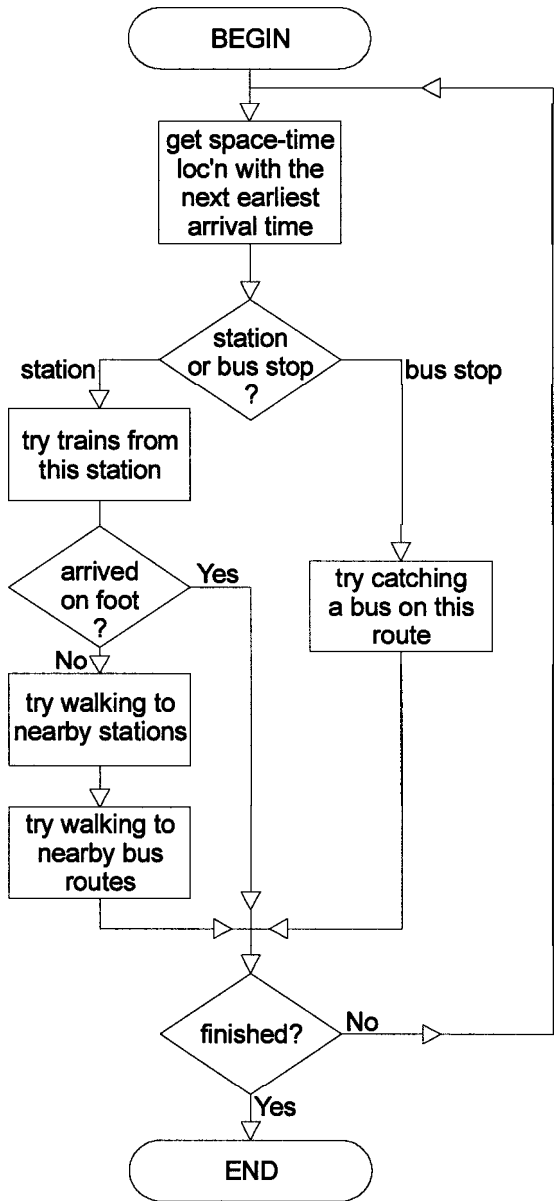 BEGIN
get space-time
loc'n with the
next earliest
arrival time
station
or bus stop
?
station
bus stop
try trains from
this station
arrived
on foot
?
Yes
No
try catching
a bus on this
route
try walking to
nearby stations
try walking to
nearby bus
routes
finished?
No
Yes
END